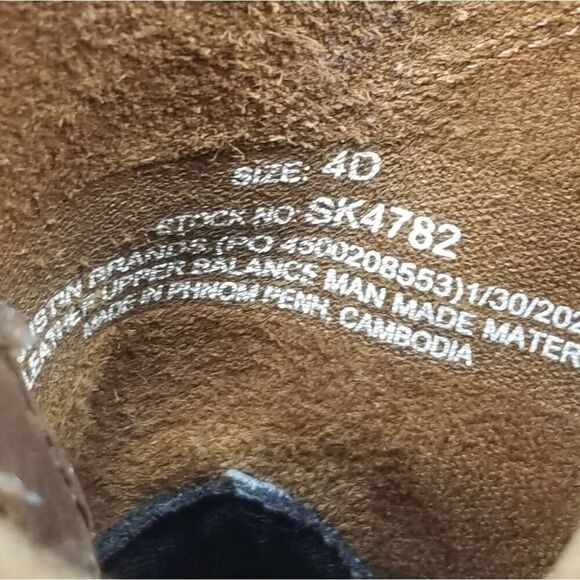 SIZE: 4D
STOCK NO: SK4782
BRANDS (PO 4500208553)1/30/202
LEATHER UPPER BALANCE MAN MADE MATER
MADE IN PHNOM PENH, CAMBODIA